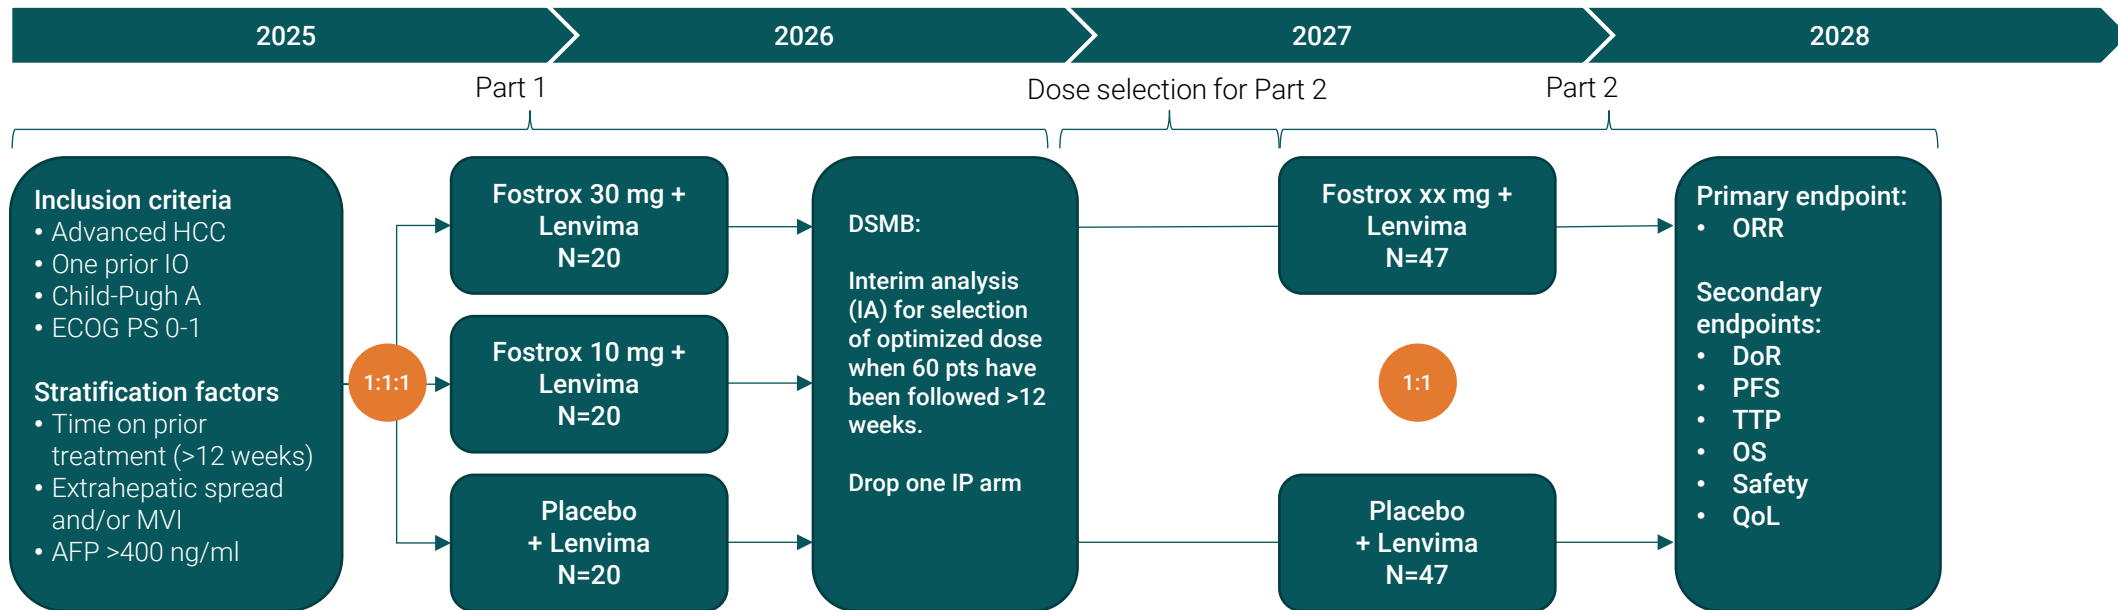 2025
2026
2027
2028
Part 1
Dose selection for Part 2
Part 2
Inclusion criteria
• Advanced HCC
• One prior IO
• Child-Pugh A
• ECOG PS 0-1
Stratification factors
• Time on prior
treatment (>12 weeks)
• Extrahepatic spread
and/or MVI
• AFP >400 ng/ml
1:1:1
Fostrox 30 mg +
Lenvima
N=20
Fostrox 10 mg +
Lenvima
N=20
Placebo
+ Lenvima
N=20
DSMB:
Interim analysis
(IA) for selection
of optimized dose
when 60 pts have
been followed >12
weeks.
Drop one IP arm
Fostrox xx mg +
Lenvima
N=47
1:1
Placebo
+ Lenvima
N=47
Primary endpoint:
• ORR
Secondary
endpoints:
• DoR
• PFS
• TTP
• OS
• Safety
• QoL